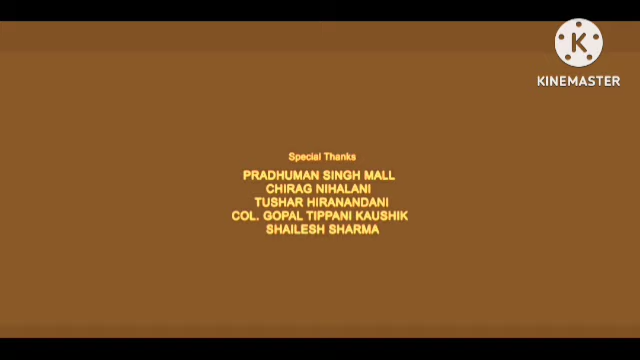 KINEMASTER
Special Thanks
PRADHUMAN SINGH MALL
CHIRAG NIHALANI
TUSHAR HIRANANDANI
COL. GOPAL TIPPANI KAUSHIK
SHAILESH SHARMA